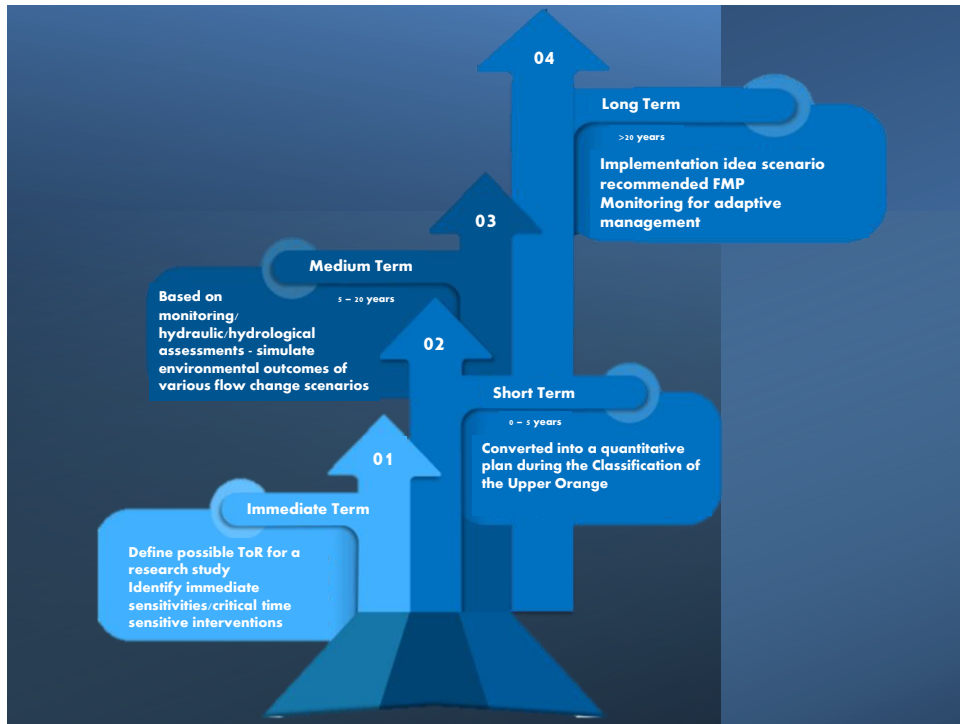 04
Long Term
>20 years
Implementation idea scenario
recommended FMP
Monitoring for adaptive
management
03
Medium Term
5 – 20 years
Based on
monitoring/
hydraulic/hydrological
assessments - simulate
environmental outcomes of
various flow change scenarios
02
Short Term
0 – 5 years
Converted into a quantitative
plan during the Classification of
the Upper Orange
01
Immediate Term
Define possible ToR for a
research study
Identify immediate
sensitivities/critical time
sensitive interventions